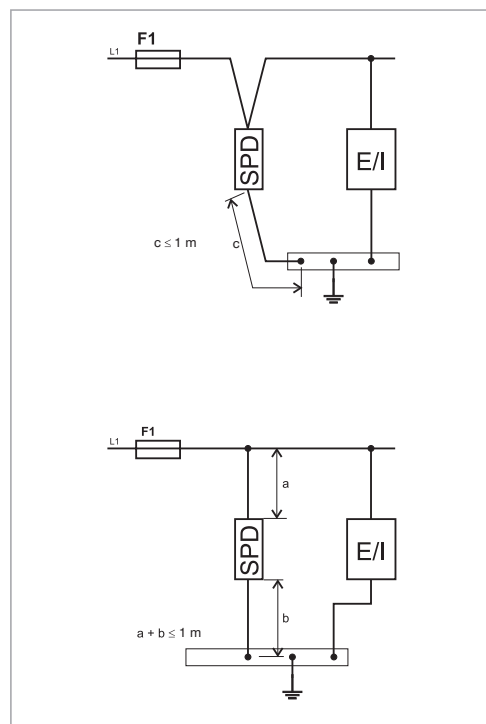 F1
L1
SPD
E/I
c ≤ 1 m
c
F1
L1
a
SPD
E/I
b
a + b ≤ 1 m